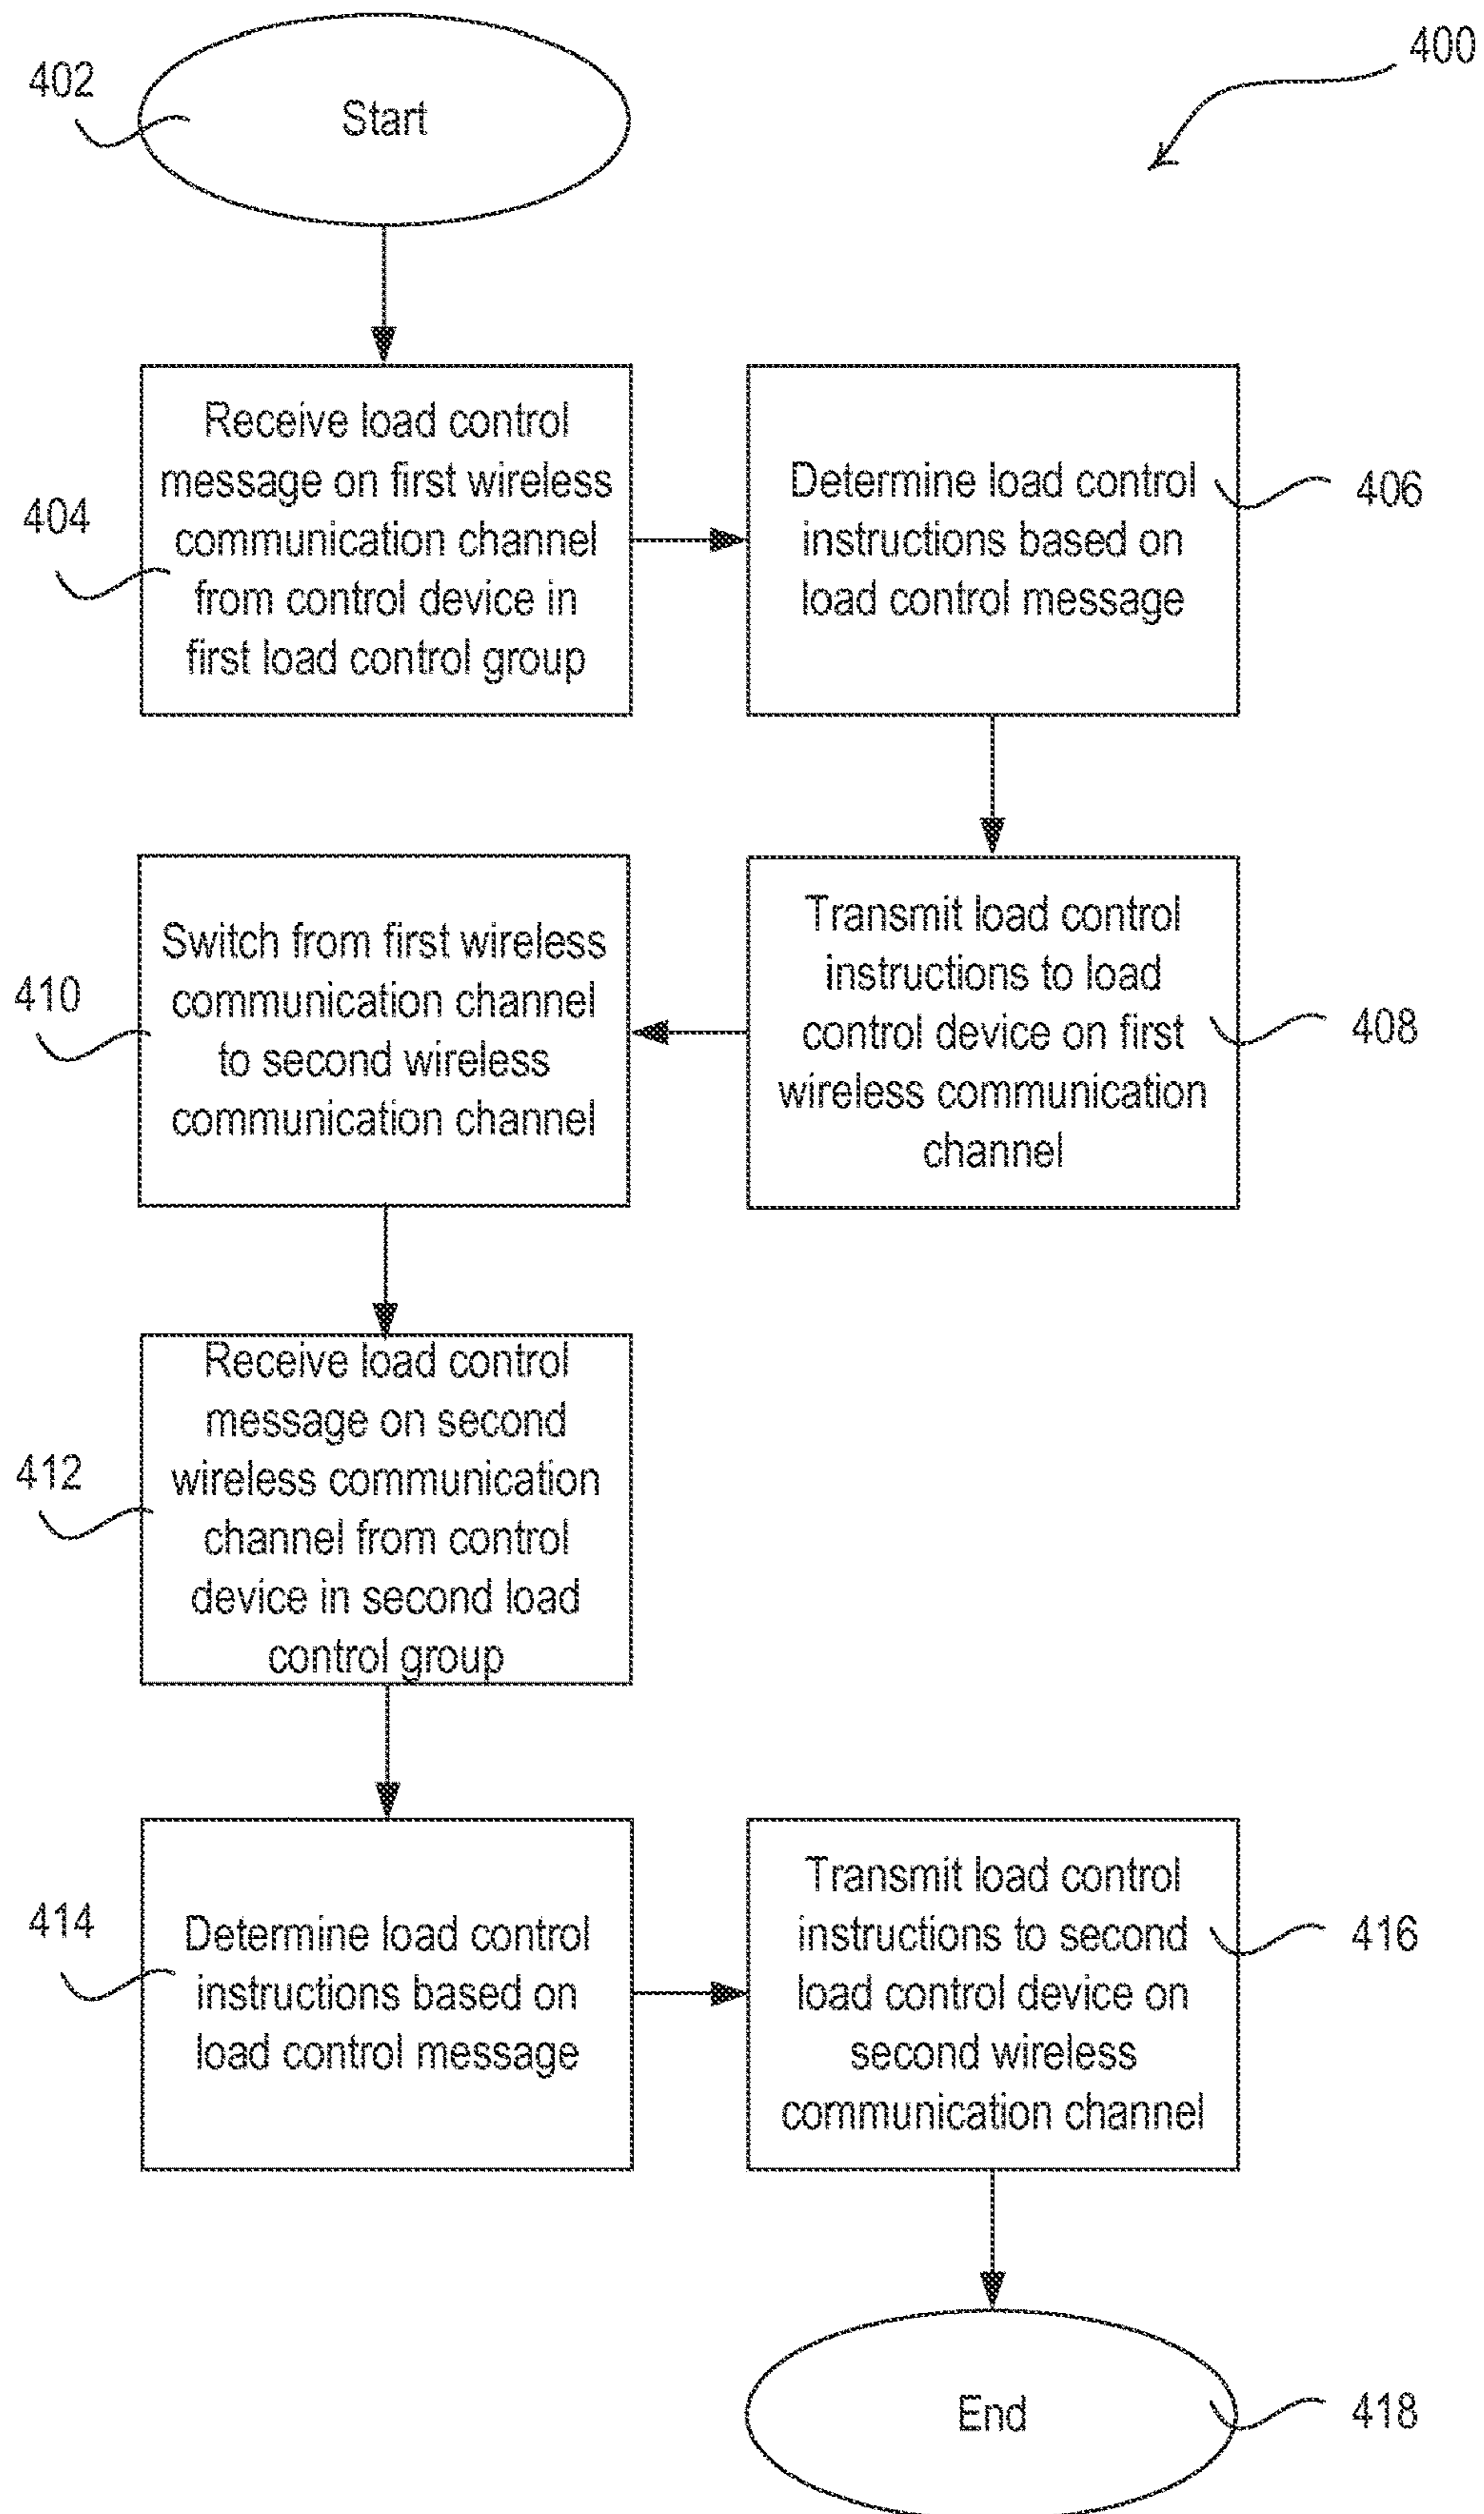 400
402
Start
404
Receive load control
message on first wireless
communication channel
from control device in
first load control group
Determine load control
instructions based on
load control message
406
Transmit load control
instructions to load
control device on first
wireless communication
channel
408
410
Switch from first wireless
communication channel
to second wireless
communication channel
412
Receive load control
message on second
wireless communication
channel from control
device in second load
control group
414
Determine load control
instructions based on
load control message
Transmit load control
instructions to second
load control device on
second wireless
communication channel
416
End
418